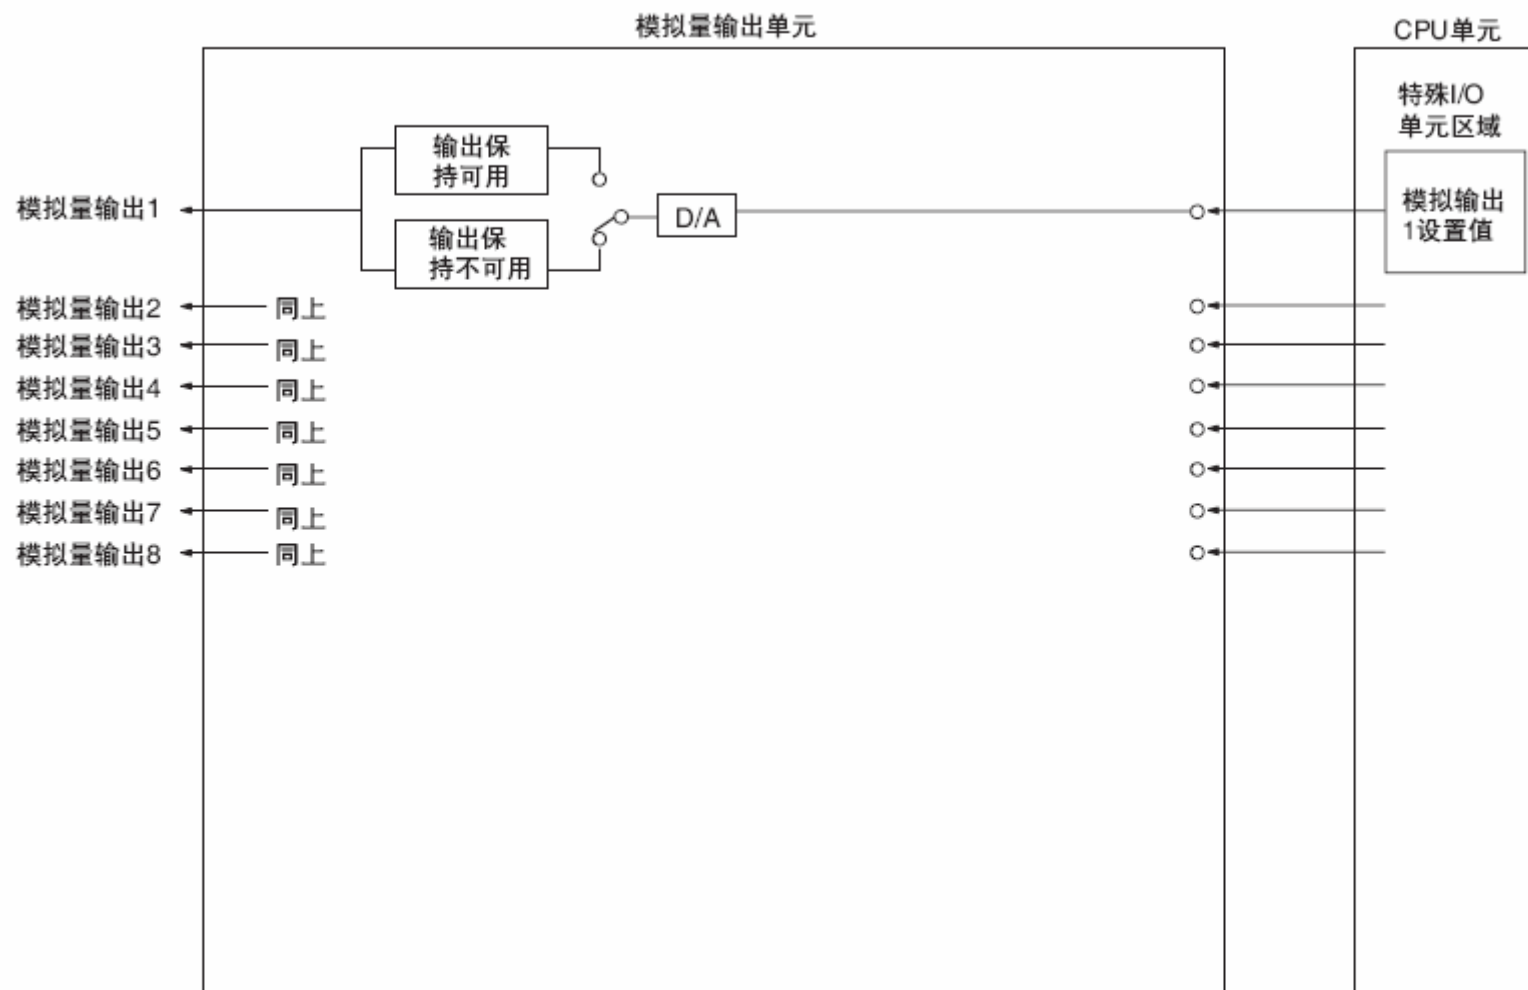 模拟量输出单元
CPU单元
特殊I/O
单元区域
输出保
持可用
模拟量输出1
D/A
模拟输出
1设置值
输出保
持不可用
模拟量输出2
同上
模拟量输出3
同上
模拟量输出4
同上
模拟量输出5
同上
模拟量输出6
同上
模拟量输出7
同上
模拟量输出8
同上